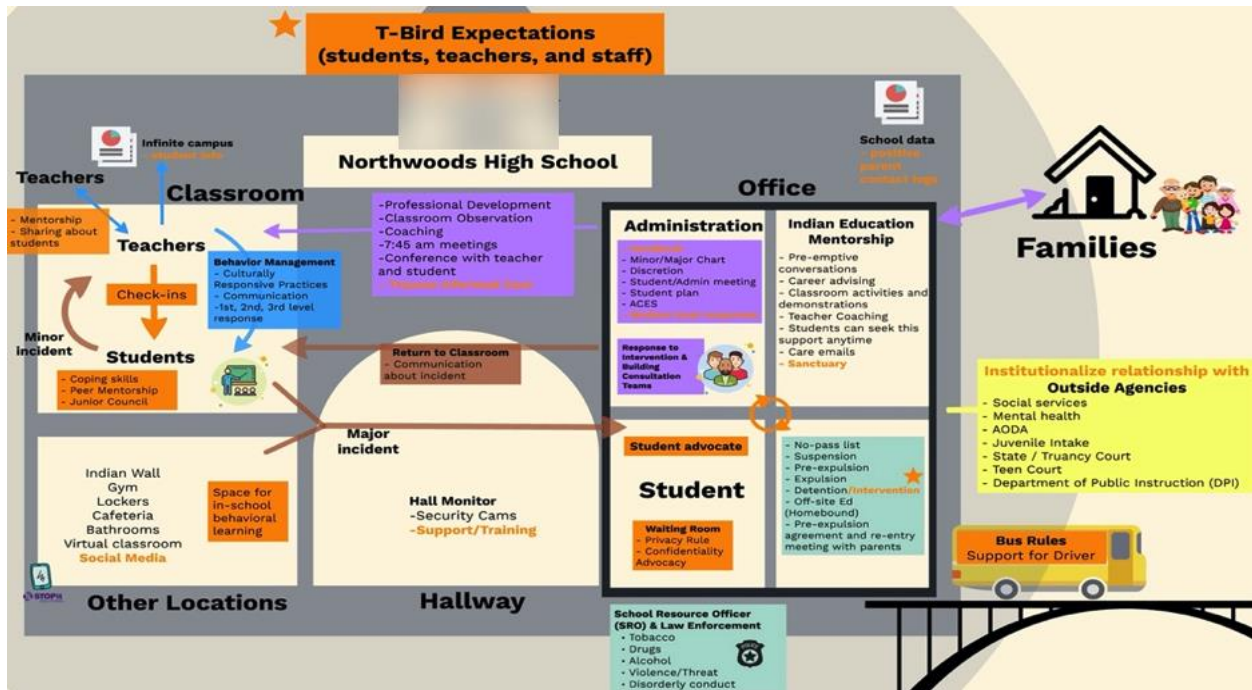 T-Bird Expectations
(students, teachers, and staff)
Northwoods High School
Infinite campus
- student info
Teachers
- Mentorship
- Sharing about
students
Classroom
Teachers
Check-ins
Students
- Coping skills
- Peer Mentorship
- Junior Council
Minor
incident
Behavior Management
- Culturally
Responsive Practices
- Communication
-1st, 2nd, 3rd level
response
-Professional Development
-Classroom Observation
-Coaching
-7:45 am meetings
-Conference with teacher
and student
School data
- positive
parent
contact logs
Office
Administration
- Minor/Major Chart
- Discretion
- Student/Admin meeting
- Student plan
- ACES
Response to
Intervention &
Building
Consultation
Teams
Indian Education
Mentorship
- Pre-emptive
conversations
- Career advising
- Classroom activities and
demonstrations
- Teacher Coaching
- Students can seek this
support anytime
- Care emails
- Sanctuary
Families
Return to Classroom
- Communication
about incident
Major
incident
Hall Monitor
-Security Cams
-Support/Training
Hallway
Indian Wall
Gym
Lockers
Cafeteria
Bathrooms
Virtual classroom
Social Media
Space for
in-school
behavioral
learning
STOPit
Other Locations
Student advocate
Student
Waiting Room
- Privacy Rule
- Confidentiality
Advocacy
- No-pass list
- Suspension
- Pre-expulsion
- Expulsion
- Detention/Intervention
- Off-site Ed
(Homebound)
- Pre-expulsion
agreement and re-entry
meeting with parents
School Resource Officer
(SRO) & Law Enforcement
• Tobacco
• Drugs
• Alcohol
• Violence/Threat
• Disorderly conduct
Institutionalize relationship with
Outside Agencies
- Social services
- Mental health
- AODA
- Juvenile Intake
- State / Truancy Court
- Teen Court
- Department of Public Instruction (DPI)
Bus Rules
Support for Driver